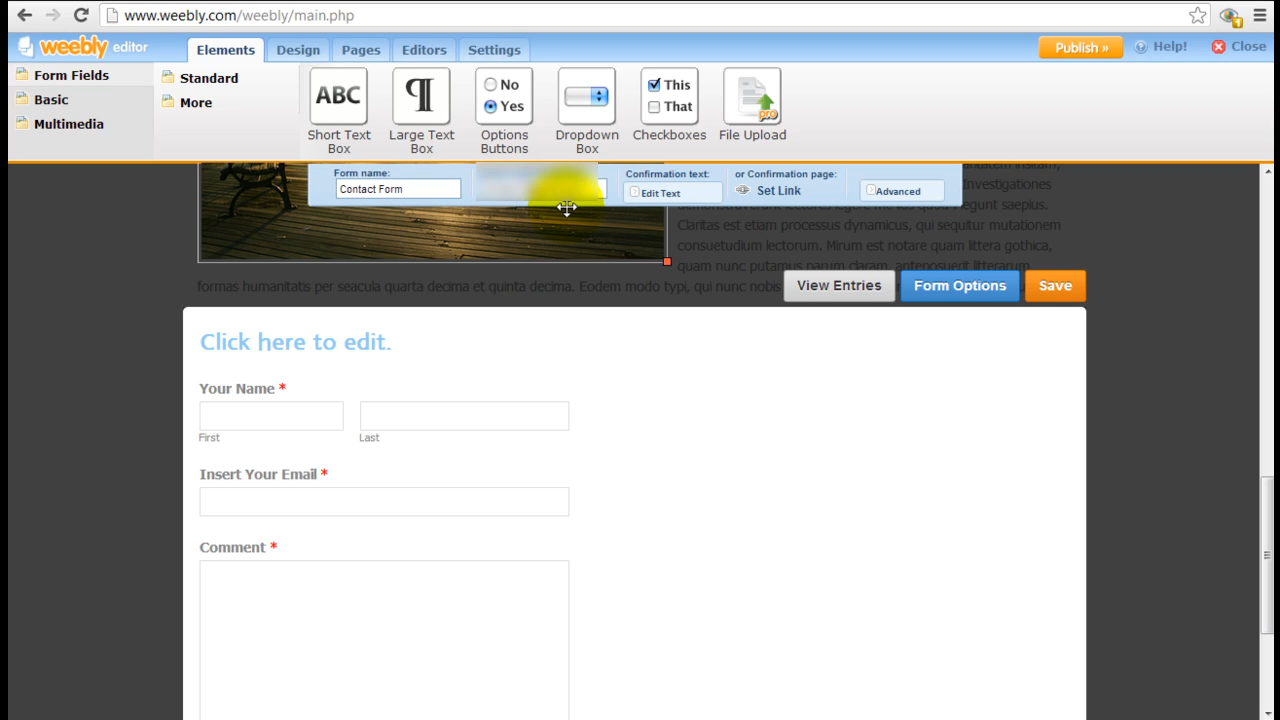 www.weebly.com/weebly/main.php
weebly editor
Elements Design Pages Editors Settings Publish » Help! Close
Form Fields
Basic
Multimedia
Standard
More
ABC No Yes This That pro
Short Text Box Large Text Box Options Buttons Dropdown Box Checkboxes File Upload
Form name: Confirmation text: or Confirmation page:
Contact Form Edit Text Set Link Advanced
Investigationes
Claritas est etiam processus dynamicus, qui sequitur mutationem
consuetudium lectorum. Mirum est notare quam littera gothica,
quam nunc putamus parum claram, anteposuerit litterarum
formas humanitatis per seacula quarta decima et quinta decima. Eodem modo typi, qui nunc nobis
View Entries Form Options Save
Click here to edit.
Your Name *
First Last
Insert Your Email *
Comment *